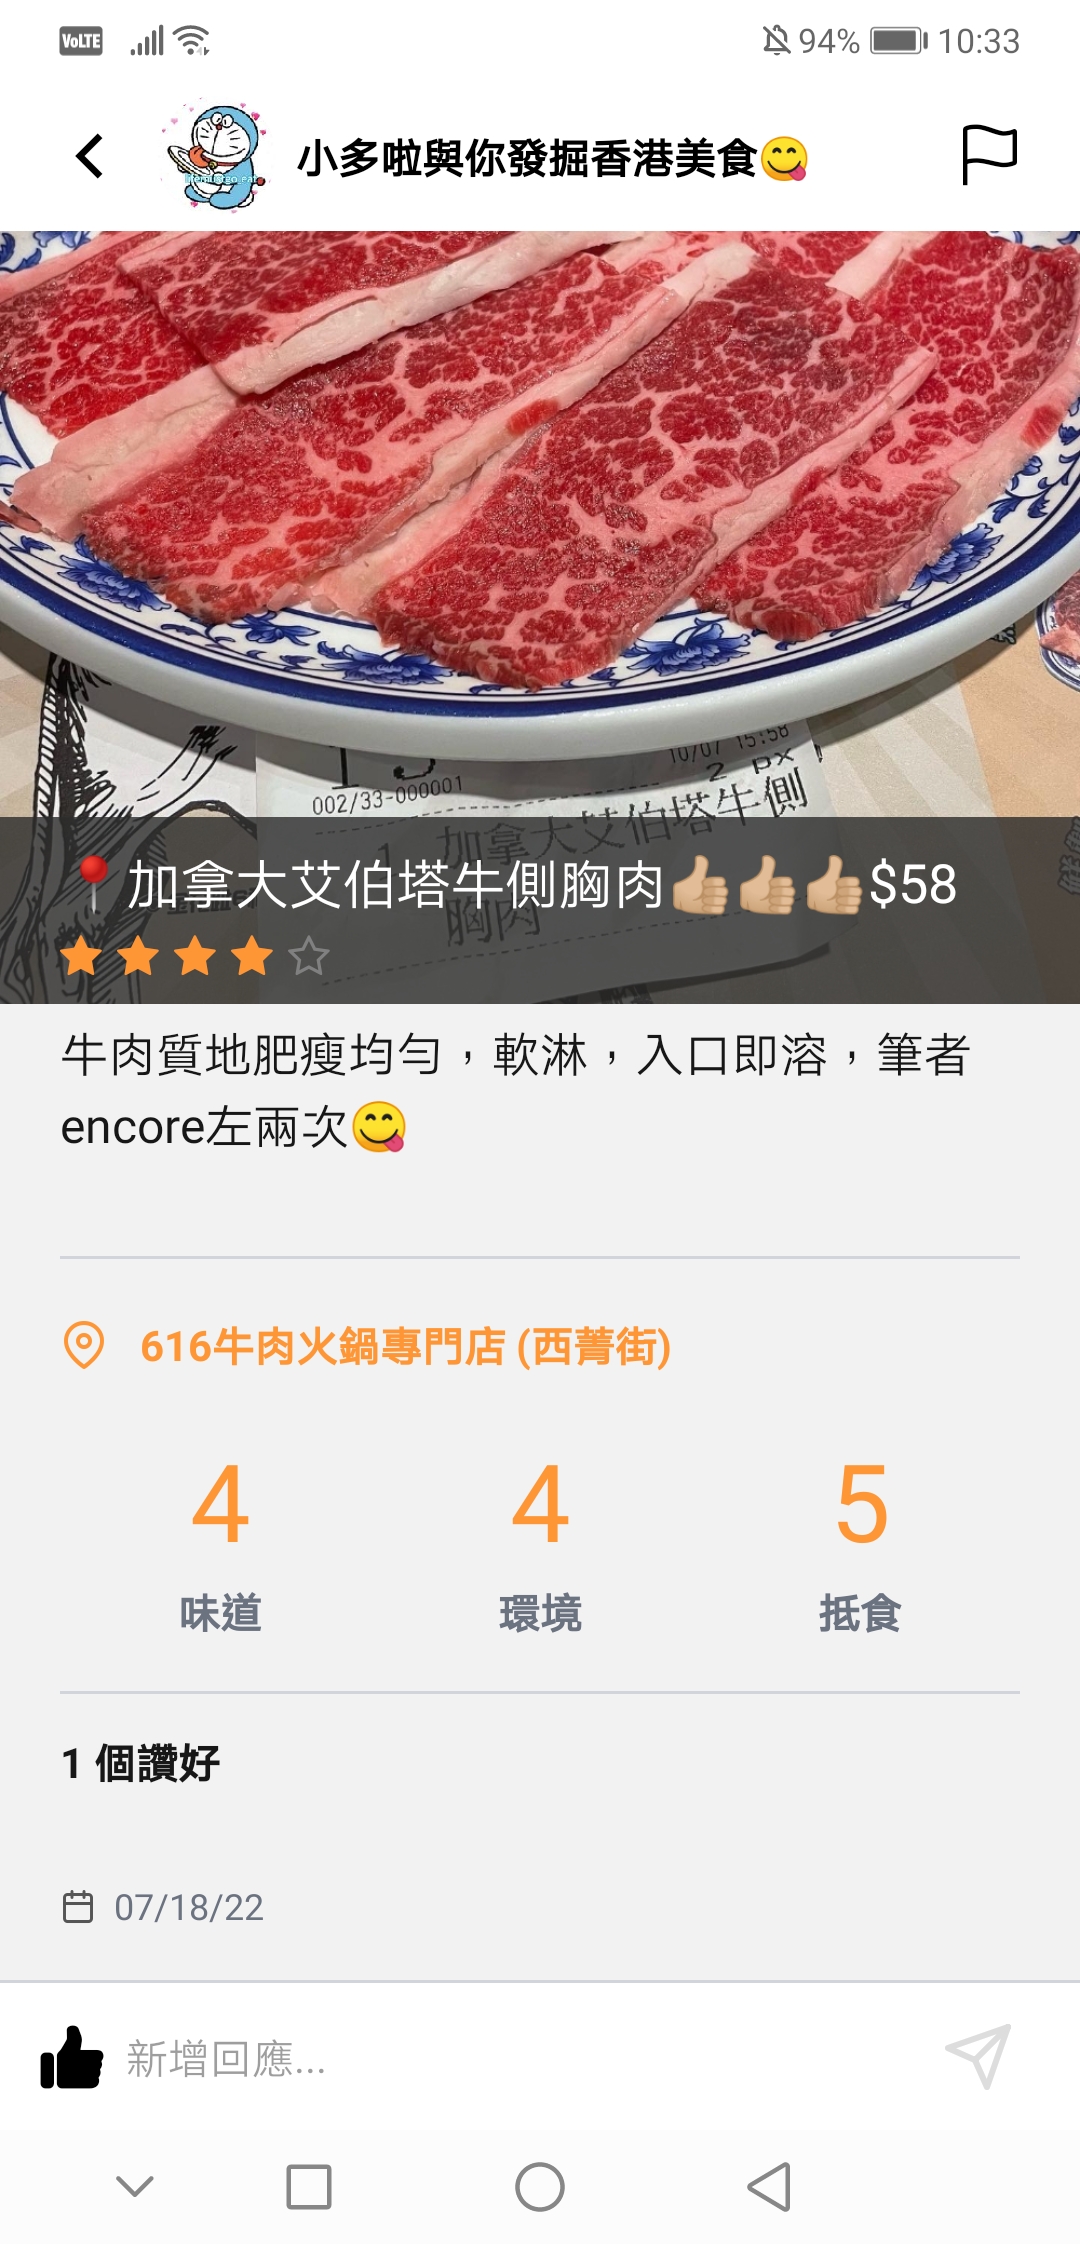 VoLTE 94% 10:33
小多啦與你發掘香港美食😋
10/07 15:58
002/33-000001
2 px
1 加拿大艾伯塔牛側
胸肉
📍加拿大艾伯塔牛側胸肉👍🏼👍🏼👍🏼$58
牛肉質地肥瘦均勻，軟淋，入口即溶，筆者
encore左兩次😋
616牛肉火鍋專門店 (西菁街)
4 4 5
味道 環境 抵食
1 個讚好
07/18/22
新增回應...